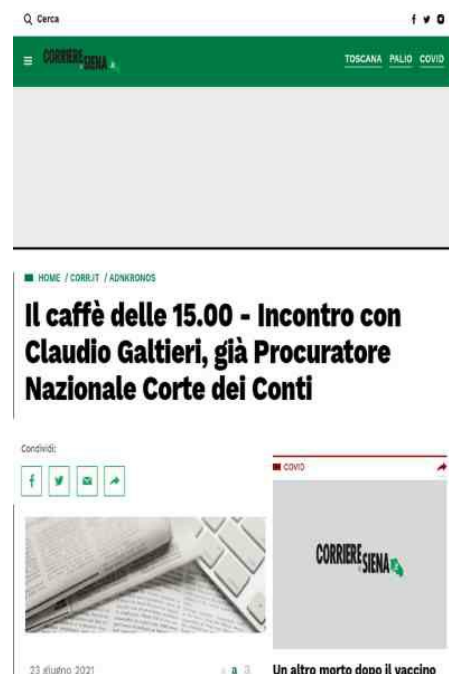 Cerca
CORRIERE di SIENA
TOSCANA PALIO COVID
HOME / CORR.IT / ADNKRONOS
Il caffè delle 15.00 - Incontro con
Claudio Galtieri, già Procuratore
Nazionale Corte dei Conti
Condividi:
COVID
CORRIERE di SIENA
23 giugno 2021
a a a
Un altro morto dopo il vaccino